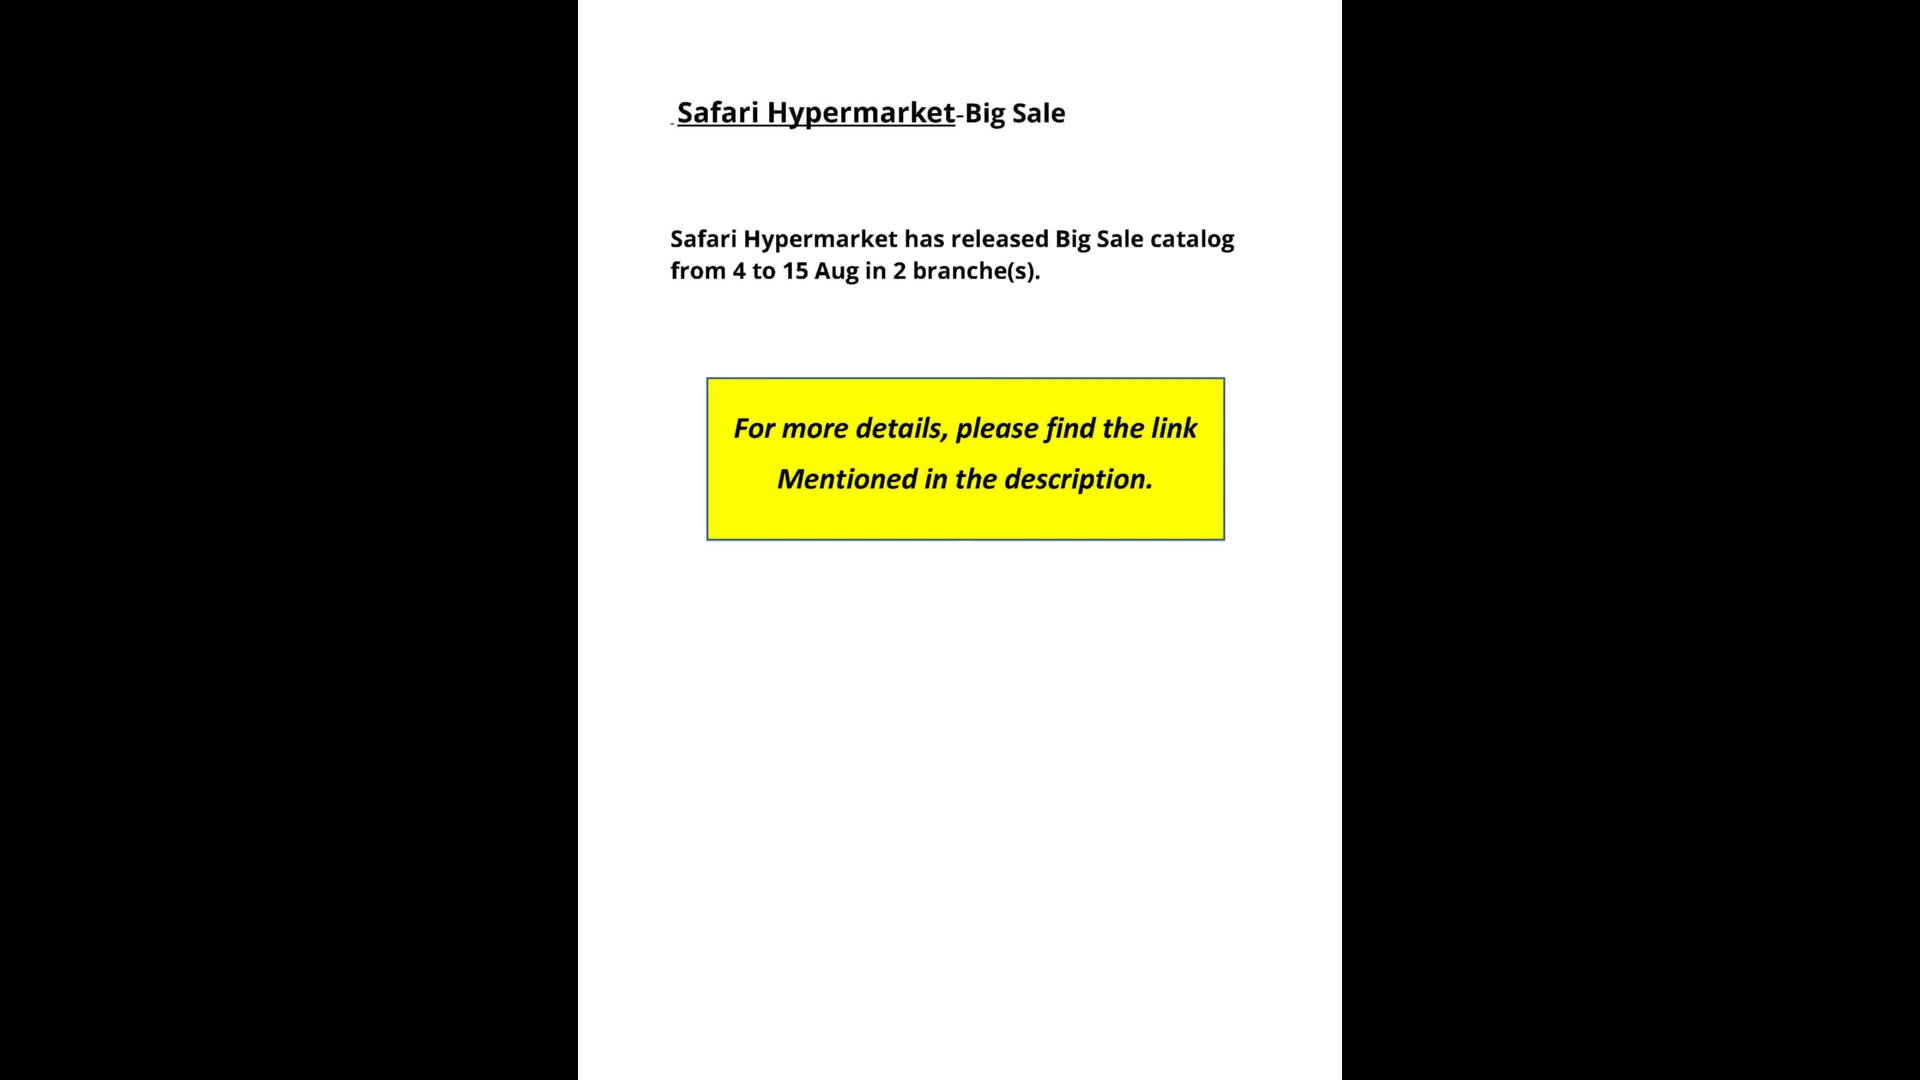 Safari Hypermarket-Big Sale
Safari Hypermarket has released Big Sale catalog
from 4 to 15 Aug in 2 branche(s).
For more details, please find the link
Mentioned in the description.